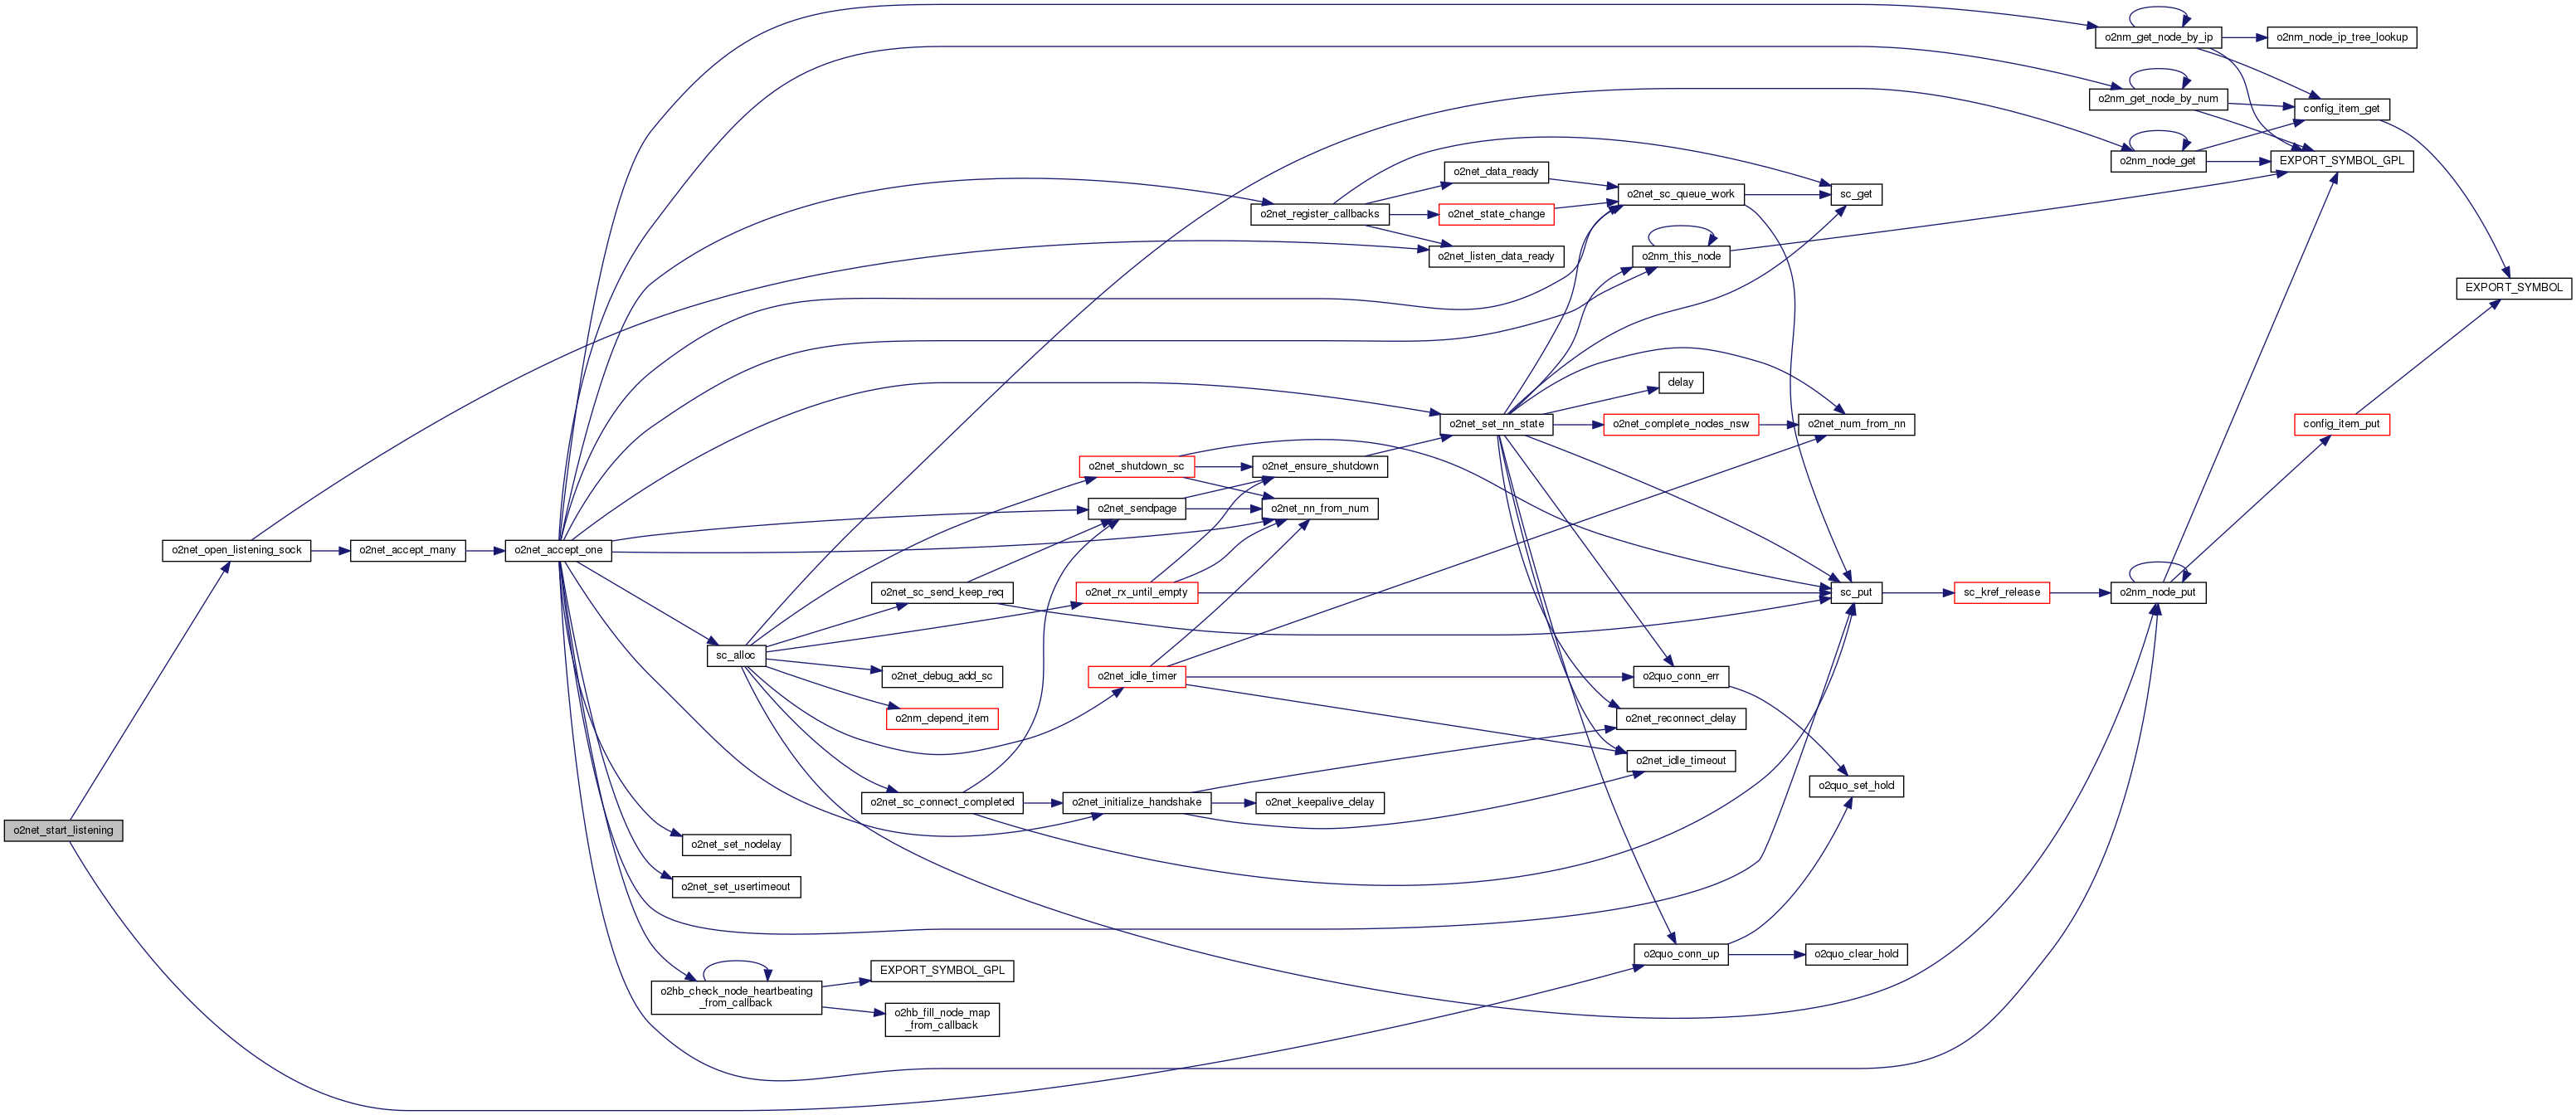 o2net_start_listening
o2net_open_listening_sock
o2net_accept_many
o2net_accept_one
sc_alloc
o2net_set_nodelay
o2net_set_usertimeout
o2hb_check_node_heartbeating
_from_callback
o2net_sc_send_keep_req
o2net_debug_add_sc
o2nm_depend_item
o2net_sc_connect_completed
EXPORT_SYMBOL_GPL
o2hb_fill_node_map
_from_callback
o2net_shutdown_sc
o2net_sendpage
o2net_rx_until_empty
o2net_idle_timer
o2net_initialize_handshake
o2net_register_callbacks
o2net_ensure_shutdown
o2net_nn_from_num
o2net_keepalive_delay
o2net_data_ready
o2net_state_change
o2net_listen_data_ready
o2net_set_nn_state
o2net_sc_queue_work
o2nm_this_node
delay
o2net_complete_nodes_nsw
o2quo_conn_err
o2net_reconnect_delay
o2net_idle_timeout
o2quo_conn_up
sc_get
o2net_num_from_nn
sc_put
o2quo_set_hold
o2quo_clear_hold
sc_kref_release
o2nm_get_node_by_ip
o2nm_get_node_by_num
o2nm_node_get
o2nm_node_put
o2nm_node_ip_tree_lookup
config_item_get
EXPORT_SYMBOL_GPL
config_item_put
EXPORT_SYMBOL